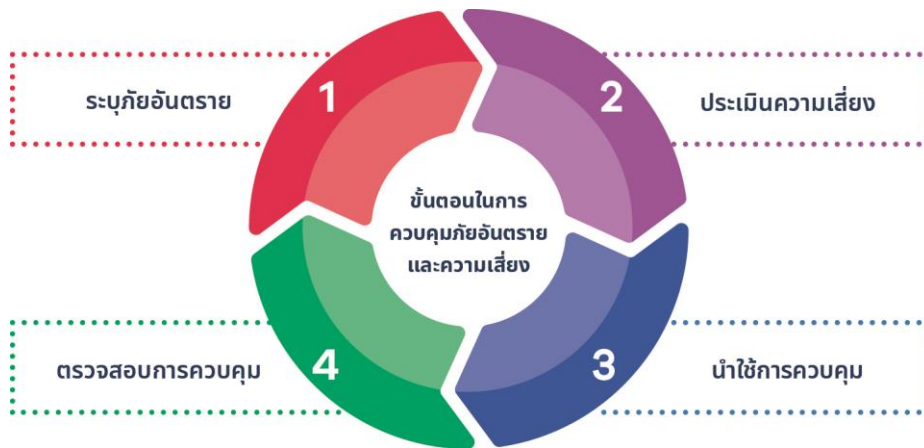 1
ระบุภัยอันตราย
2
ประเมินความเสี่ยง
ขั้นตอนในการ
ควบคุมภัยอันตราย
และความเสี่ยง
3
นำใช้การควบคุม
4
ตรวจสอบการควบคุม